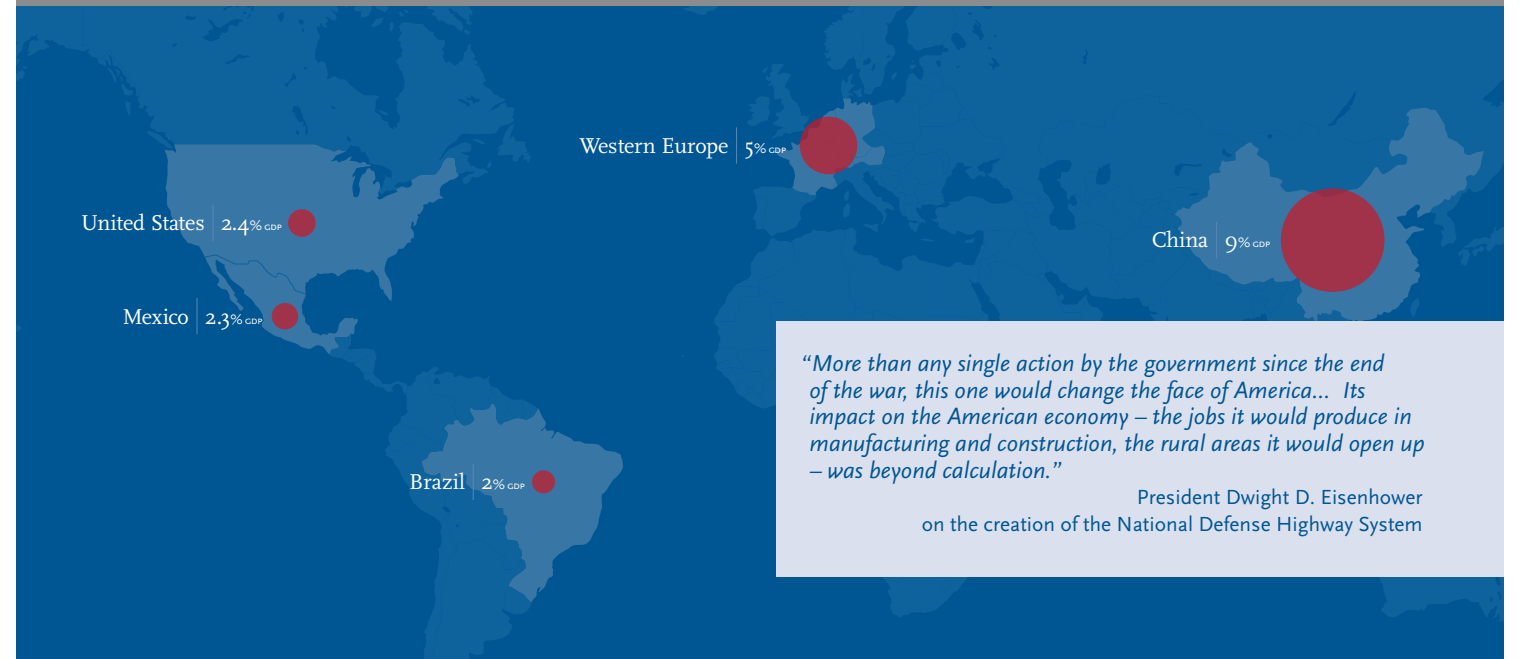 Western Europe 5% GDP
United States 2.4% GDP
China 9% GDP
Mexico 2.3% GDP
“More than any single action by the government since the end
of the war, this one would change the face of America... Its
impact on the American economy – the jobs it would produce in
manufacturing and construction, the rural areas it would open up
– was beyond calculation.”
Brazil 2% GDP
President Dwight D. Eisenhower
on the creation of the National Defense Highway System